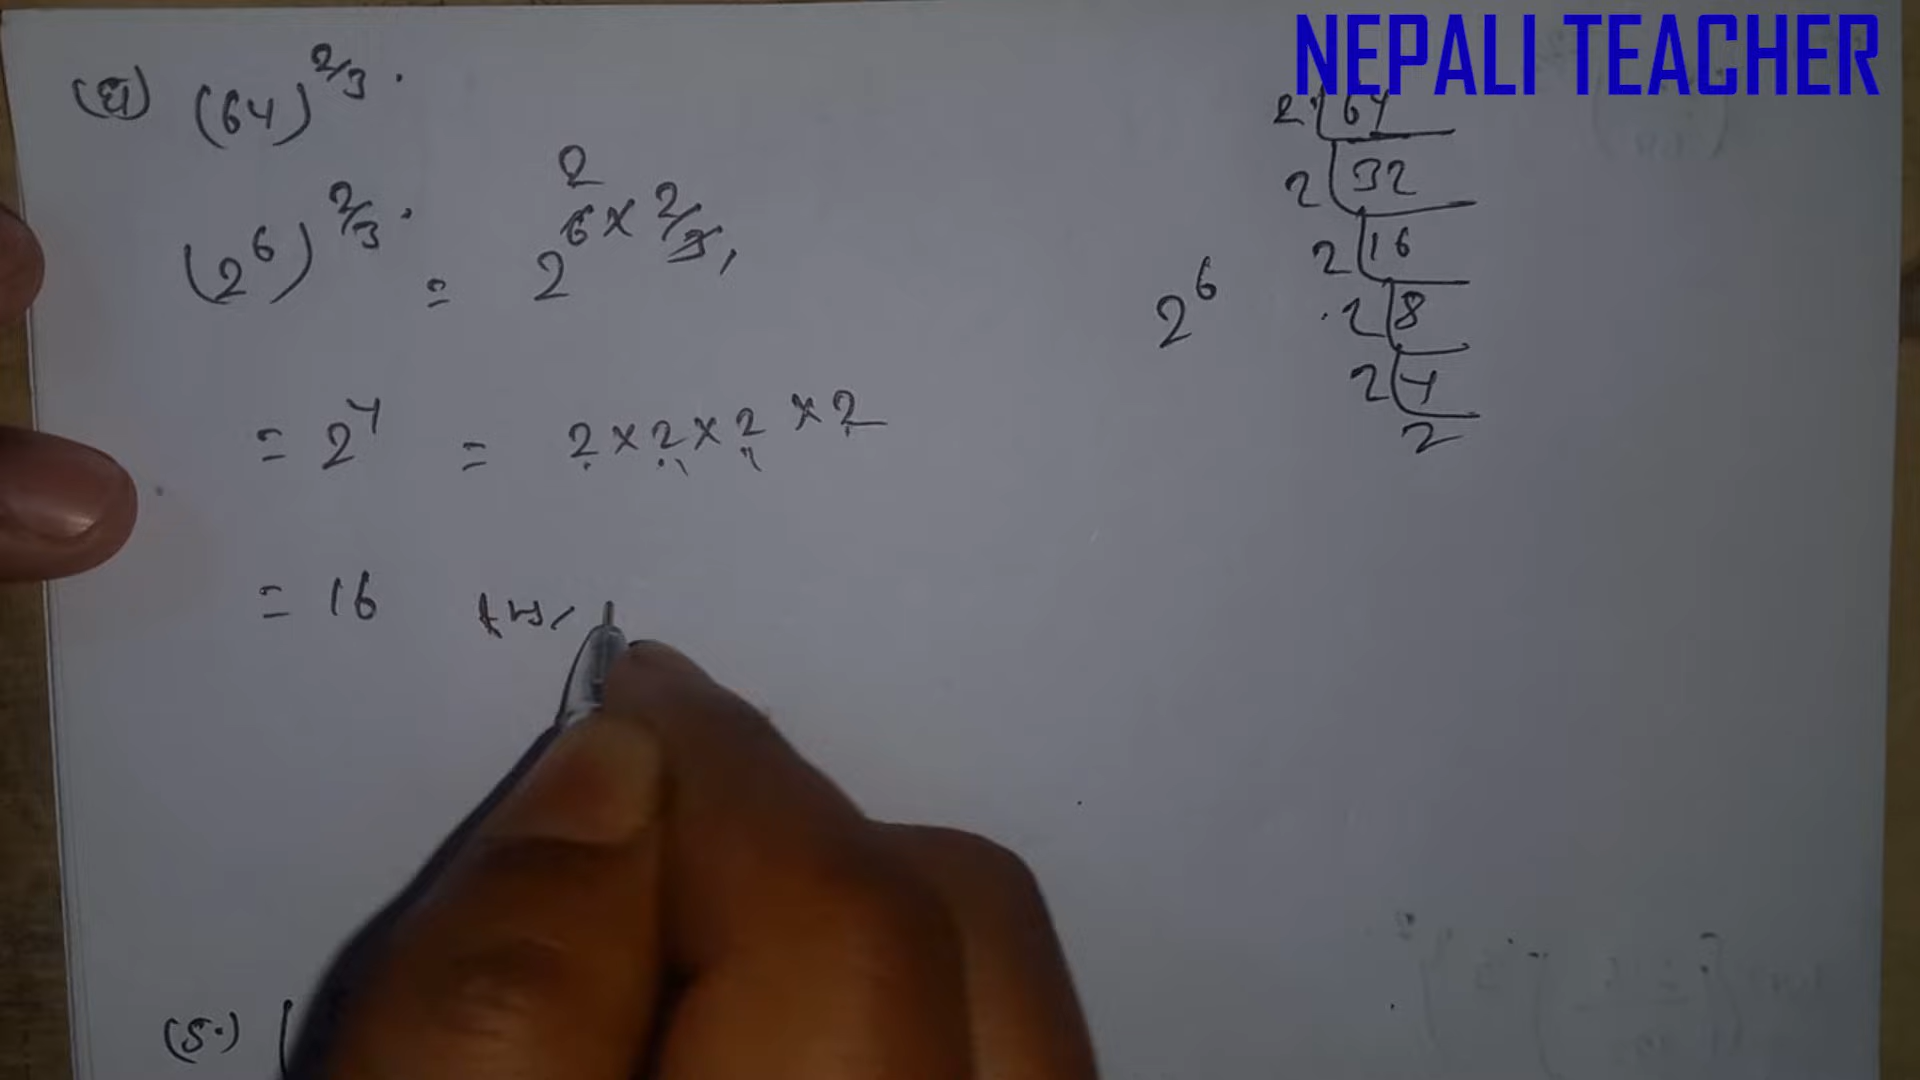 NEPALI TEACHER
(घ) (64)^2/3.
(2^6)^2/3. = 2^6×2/3,
2
= 2^4 = 2×2×2×2
= 16 Ans/
2 64
2 32
2 16
2 8
2 4
2
2^6
(ङ.) (